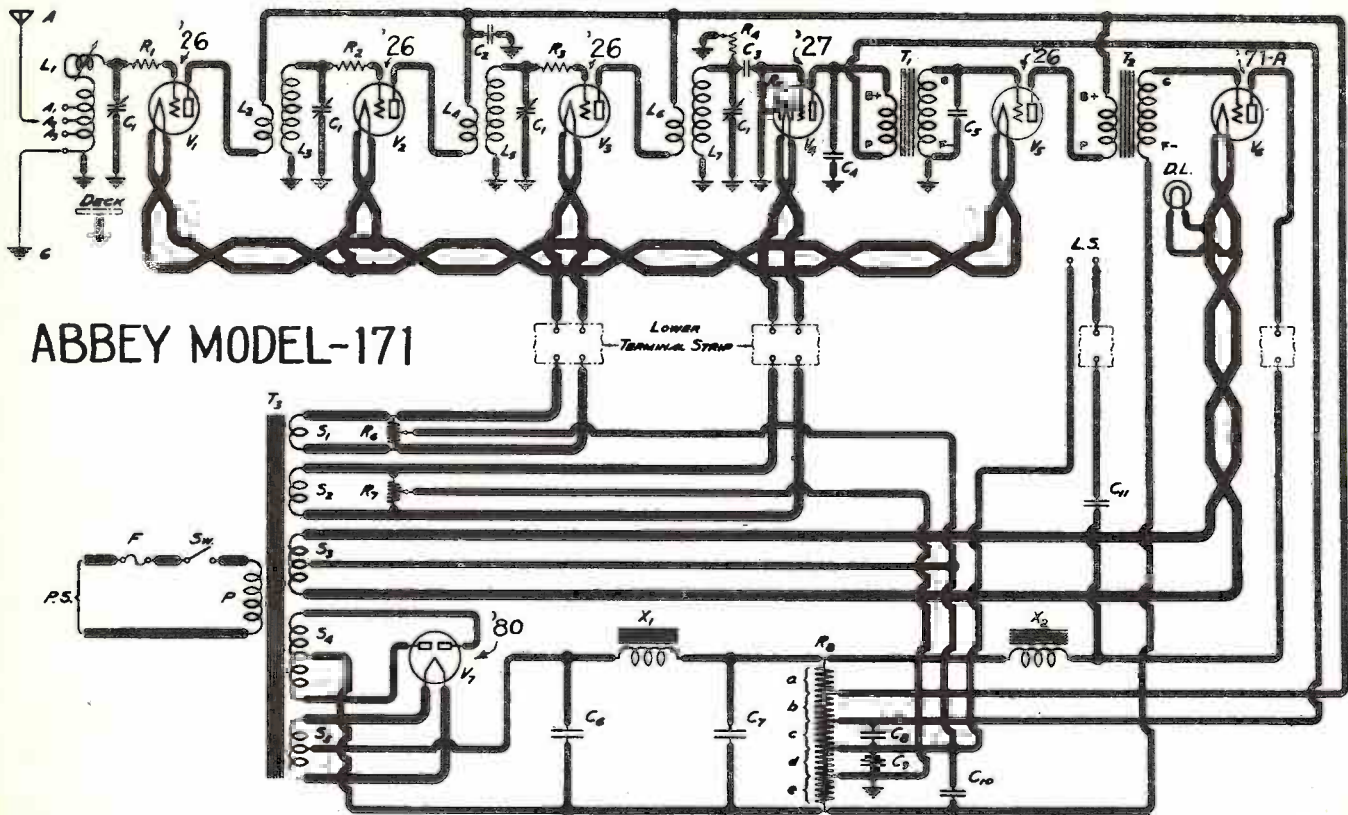 A
L1
A1
A2
A3
G
DECK
C1
R1
'26
V1
L2
L3
C1
R2
'26
V2
L4
C2
L5
C1
R3
'26
V3
L6
L7
R4
C3
C1
'27
C4
T1
B+
P
G
F-
C5
'26
V5
T2
B+
P
G
F-
'71-A
V6
D.L.
L.S.
LOWER
TERMINAL STRIP
ABBEY MODEL-171
T3
S1
R6
S2
R7
S3
S4
S5
F
Sw.
P.S.
P
'80
V7
X1
C6
C7
R8
a
b
c
d
e
C8
C9
C10
C11
X2